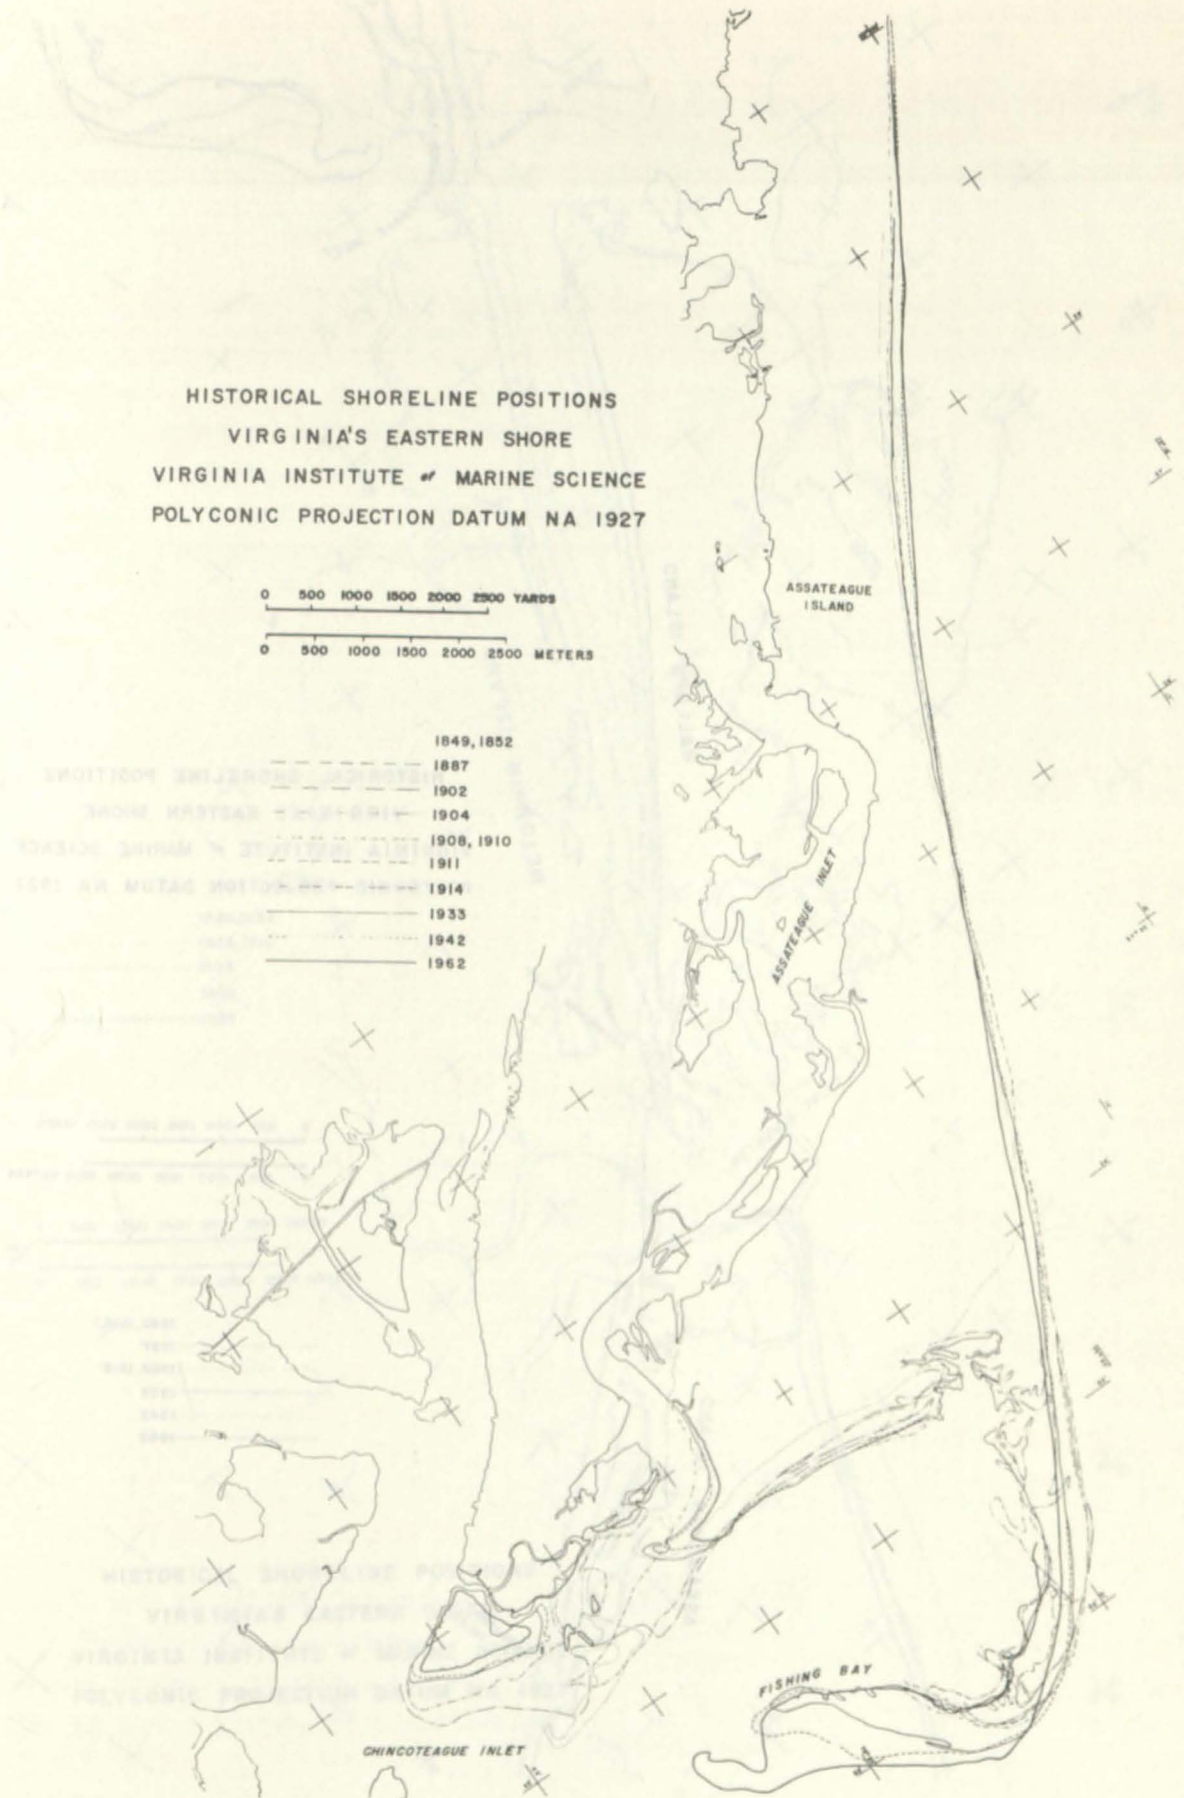 HISTORICAL SHORELINE POSITIONS
VIRGINIA'S EASTERN SHORE
VIRGINIA INSTITUTE of MARINE SCIENCE
POLYCONIC PROJECTION DATUM NA 1927
0 500 1000 1500 2000 2500 YARDS
0 500 1000 1500 2000 2500 METERS
1849, 1852
1887
1902
1904
1908, 1910
1911
1914
1933
1942
1962
ASSATEAGUE
ISLAND
ASSATEAGUE INLET
FISHING BAY
CHINCOTEAGUE INLET